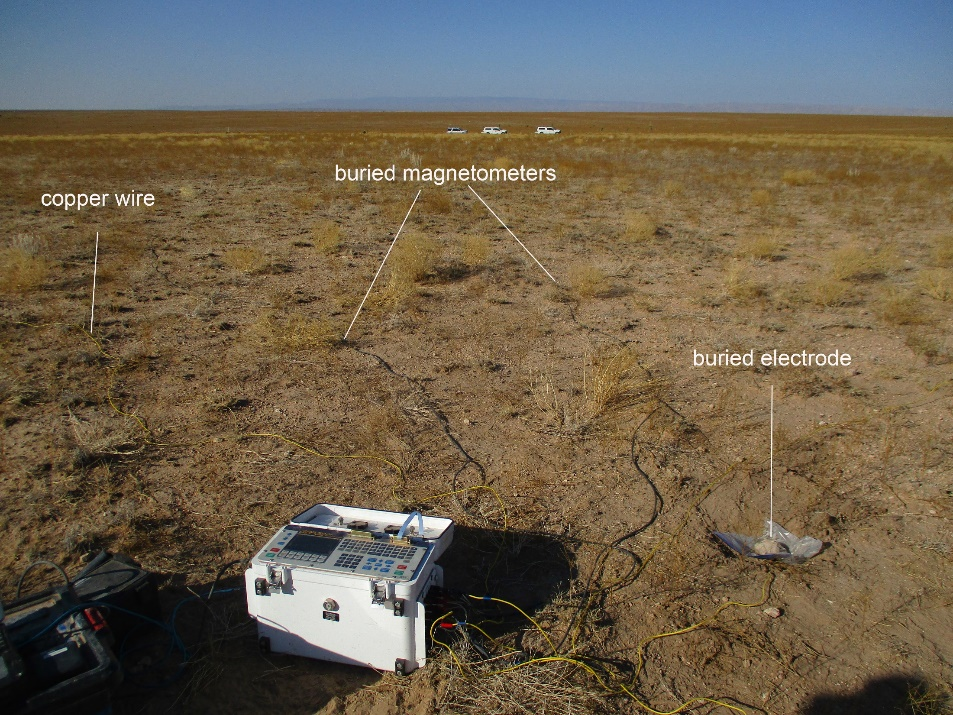 buried magnetometers
copper wire
buried electrode